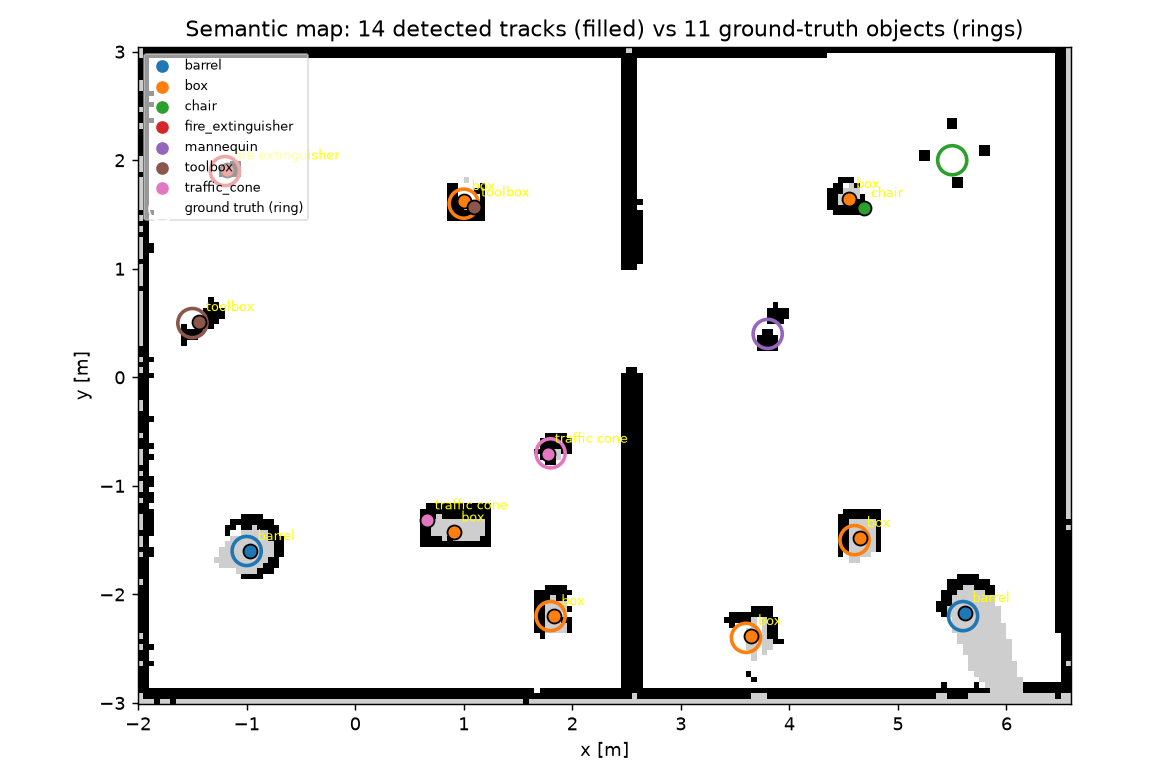 Semantic map: 14 detected tracks (filled) vs 11 ground-truth objects (rings)
barrel
box
chair
fire_extinguisher
mannequin
toolbox
traffic_cone
ground truth (ring)
fire extinguisher
box
toolbox
box
chair
toolbox
traffic cone
traffic cone
box
barrel
box
box
box
barrel
3
2
1
0
−1
−2
−3
y [m]
−2
−1
0
1
2
3
4
5
6
x [m]